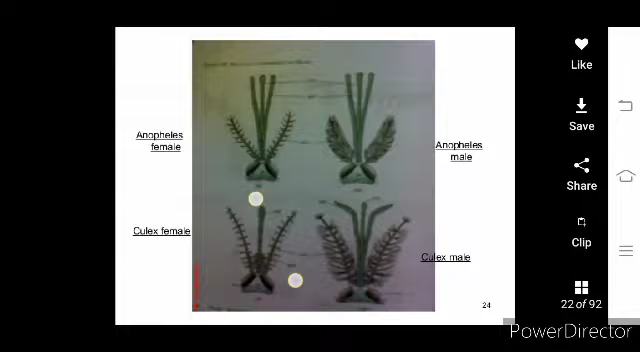 Like
Save
Anopheles
female
Anopheles
male
Share
Culex female
Clip
Culex male
24
22 of 92
PowerDirector